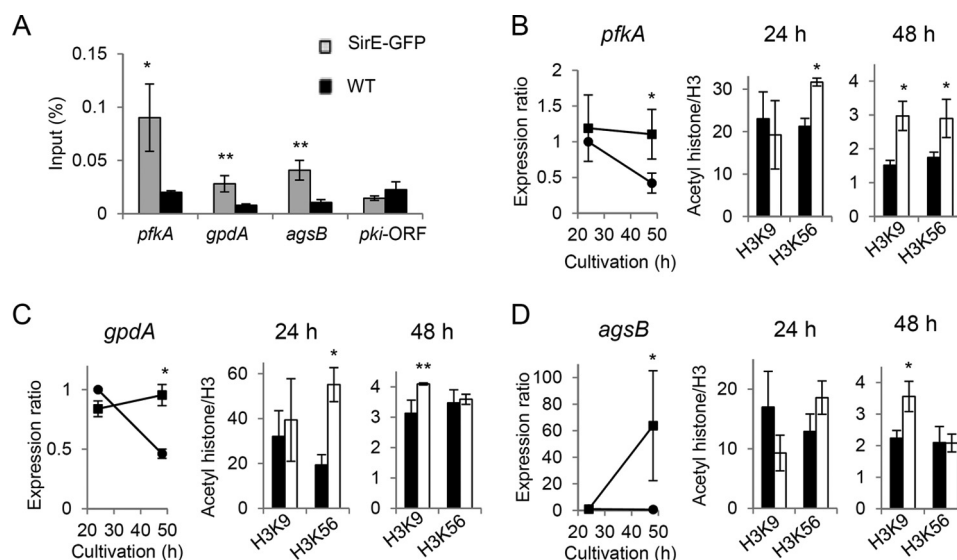 A
SirE-GFP
WT
Input (%)
0.15
0.1
0.05
0
*
**
**
pfkA
gpdA
agsB
pki-ORF
B
pfkA
24 h
48 h
Expression ratio
2
1.5
1
0.5
0
*
20 30 40 50
Cultivation (h)
Acetyl histone/H3
30
20
10
0
*
H3K9
H3K56
4
3
2
1
0
*
*
H3K9
H3K56
C
gpdA
24 h
48 h
Expression ratio
1
0.5
0
*
20 30 40 50
Cultivation (h)
Acetyl histone/H3
60
40
20
0
*
H3K9
H3K56
4
3
2
1
0
**
H3K9
H3K56
D
agsB
24 h
48 h
Expression ratio
100
80
60
40
20
0
*
20 30 40 50
Cultivation (h)
Acetyl histone/H3
20
10
0
H3K9
H3K56
4
3
2
1
0
*
H3K9
H3K56